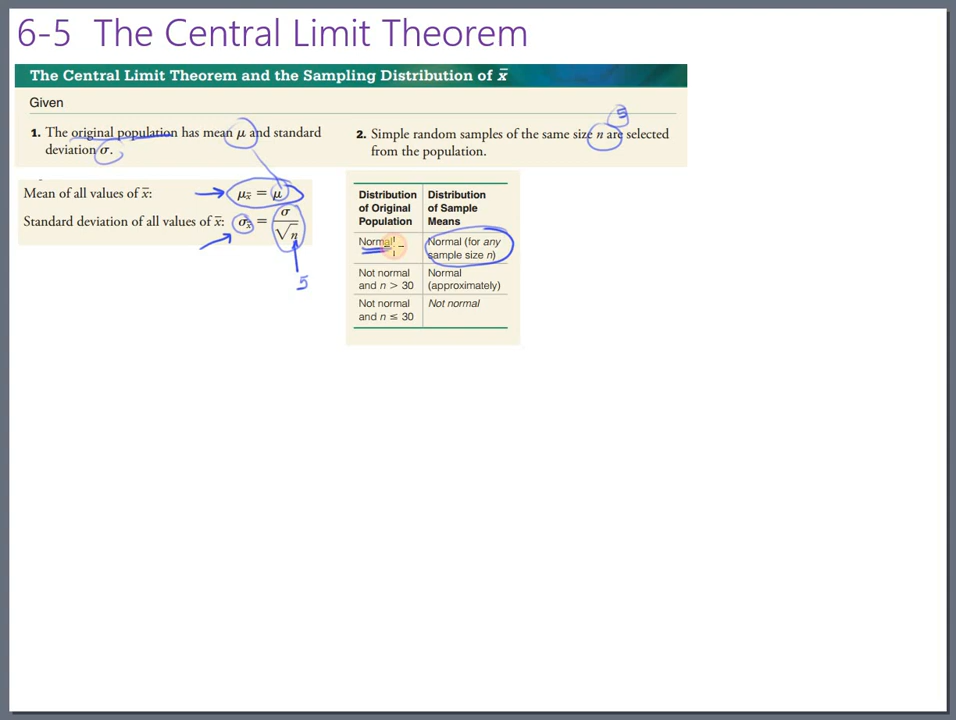 6-5 The Central Limit Theorem
The Central Limit Theorem and the Sampling Distribution of x̄
Given
1. The original population has mean μ and standard
deviation σ.
5
2. Simple random samples of the same size n are selected
from the population.
Mean of all values of x̄: μx̄ = μ
Standard deviation of all values of x̄: σx̄ = σ/√n
5
Distribution of Original Population
Distribution of Sample Means
Normal
Normal (for any
sample size n)
Not normal
and n > 30
Normal
(approximately)
Not normal
and n ≤ 30
Not normal